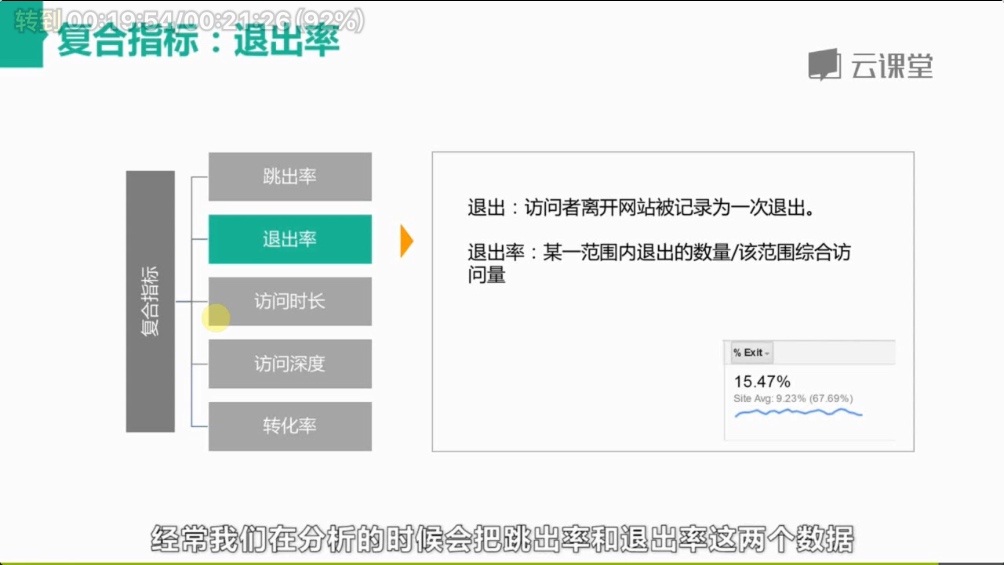 转到 00:19:54/00:21:26 (92%)
复合指标：退出率
云课堂
复合指标
跳出率
退出率
访问时长
访问深度
转化率
退出：访问者离开网站被记录为一次退出。
退出率：某一范围内退出的数量/该范围综合访
问量
% Exit
15.47%
Site Avg: 9.23% (67.69%)
经常我们在分析的时候会把跳出率和退出率这两个数据